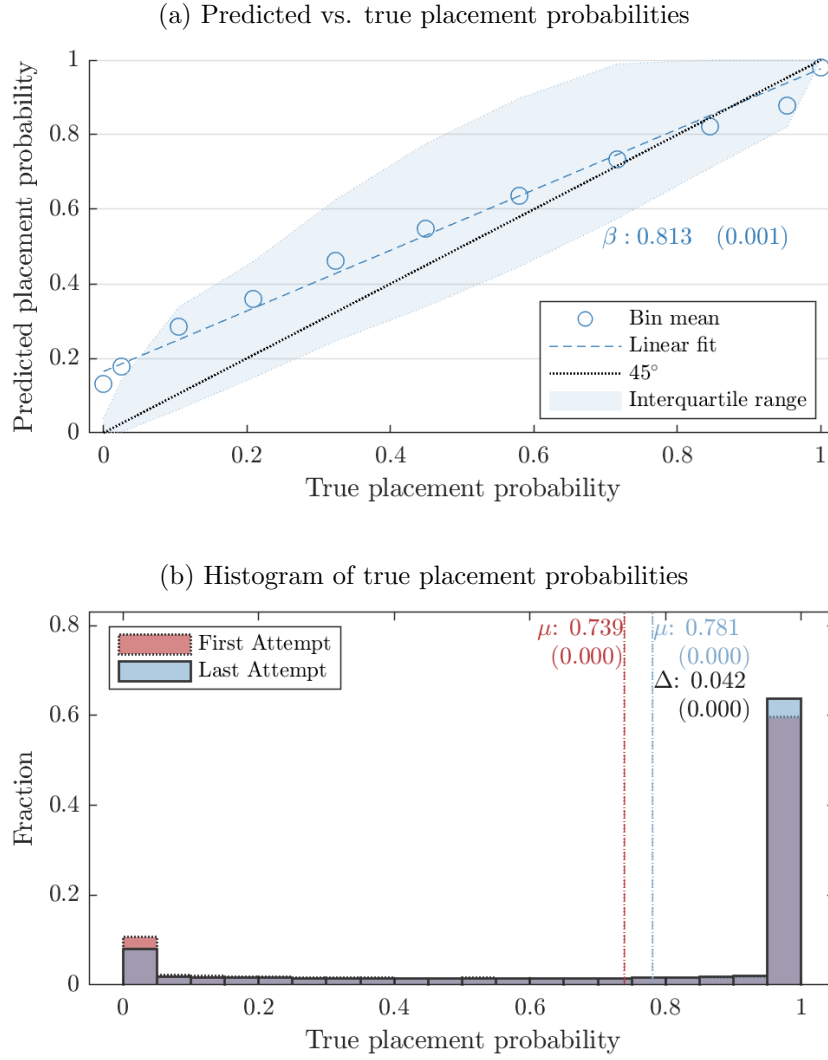 (a) Predicted vs. true placement probabilities
Predicted placement probability
1
0.8
0.6
0.4
0.2
0
β : 0.813 (0.001)
Bin mean
Linear fit
45°
Interquartile range
0 0.2 0.4 0.6 0.8 1
True placement probability
(b) Histogram of true placement probabilities
Fraction
0.8
0.6
0.4
0.2
0
First Attempt
Last Attempt
μ: 0.739
(0.000)
μ: 0.781
(0.000)
Δ: 0.042
(0.000)
0 0.2 0.4 0.6 0.8 1
True placement probability